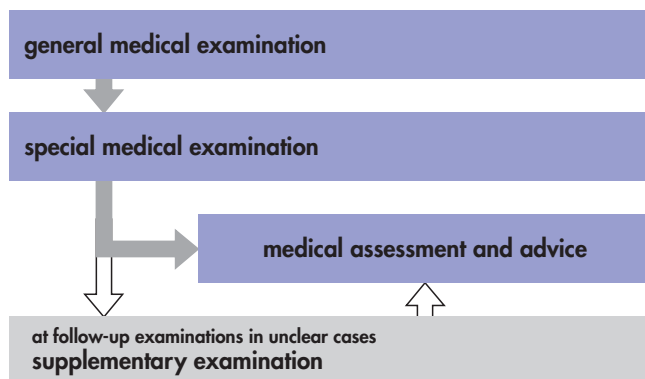 general medical examination
special medical examination
medical assessment and advice
at follow-up examinations in unclear cases
supplementary examination